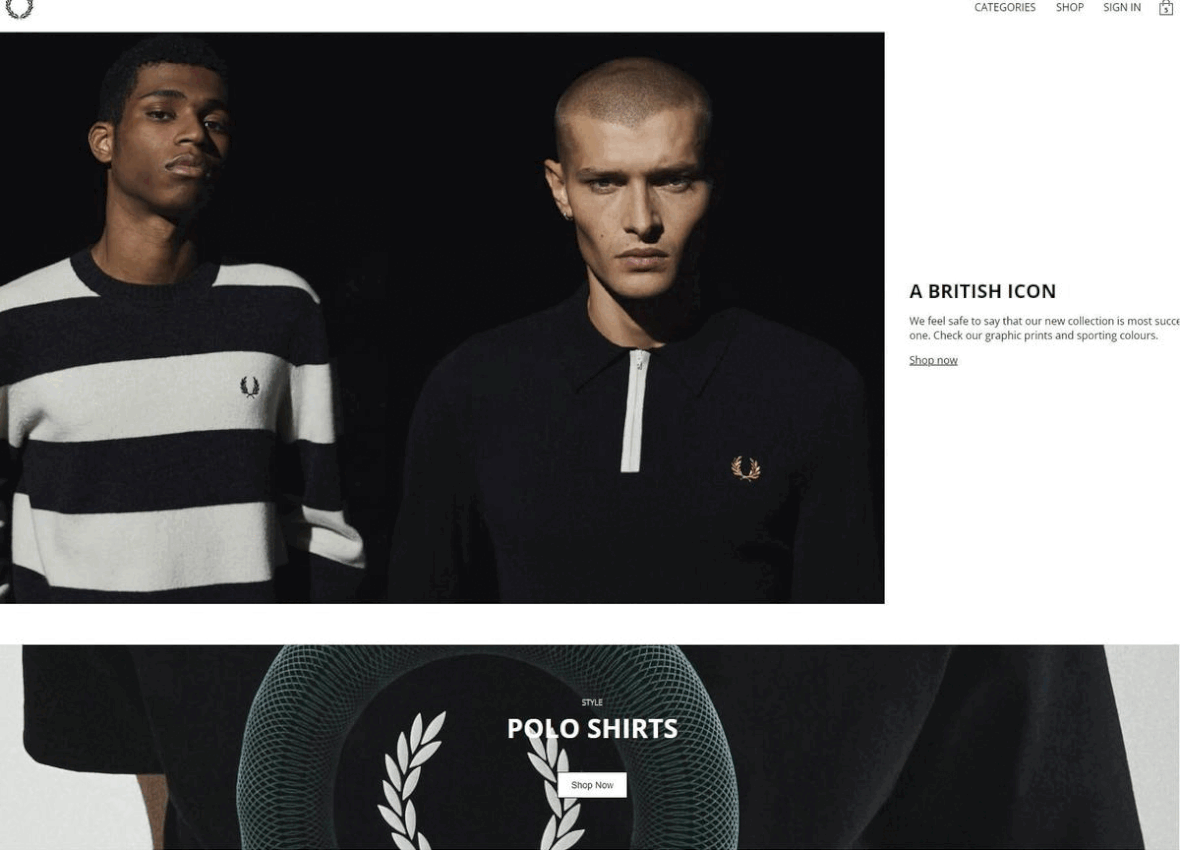 CATEGORIES SHOP SIGN IN 5
A BRITISH ICON
We feel safe to say that our new collection is most succe
one. Check our graphic prints and sporting colours.
Shop now
STYLE
POLO SHIRTS
Shop Now